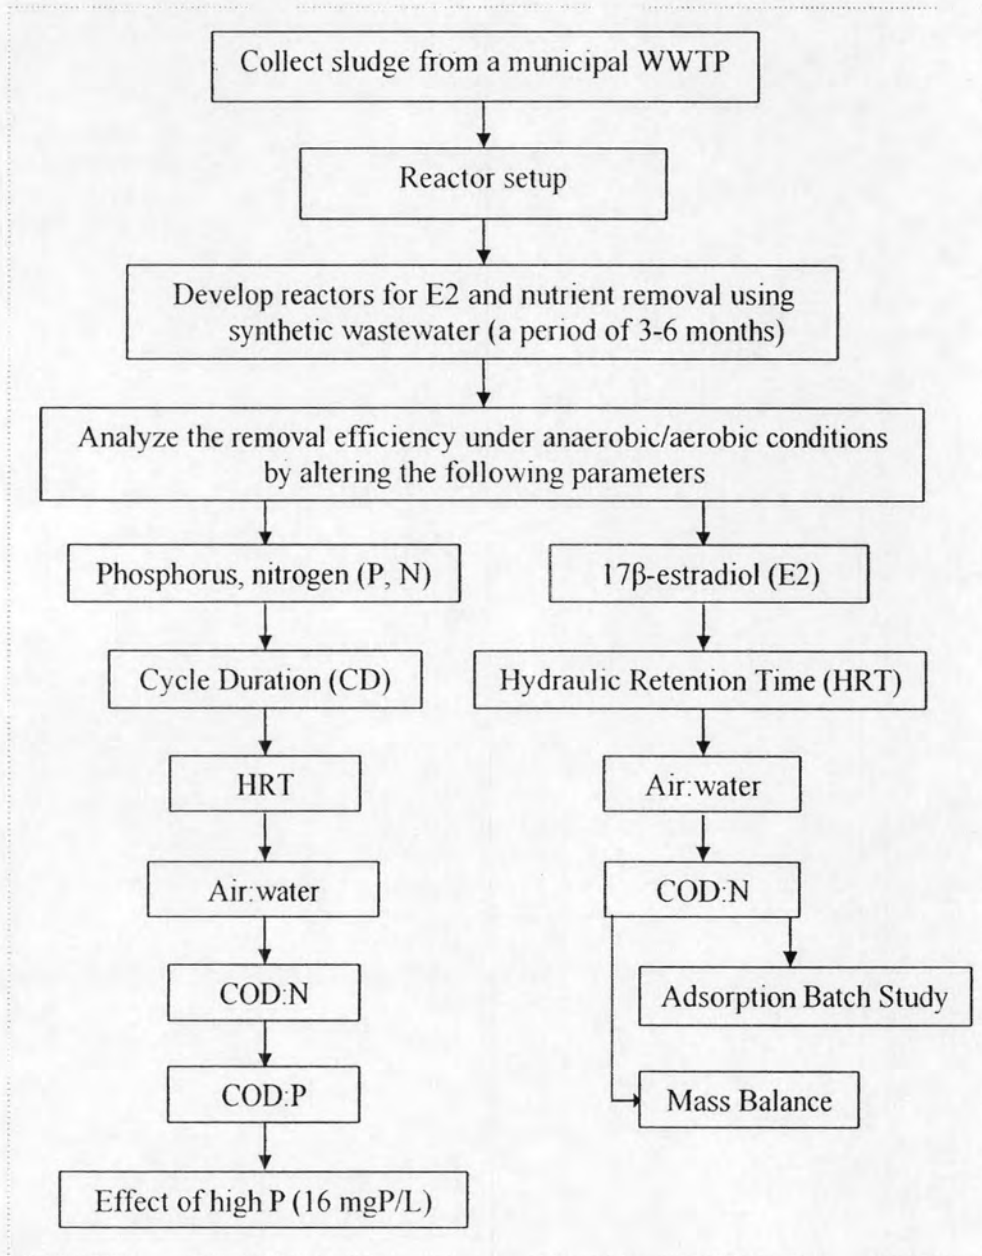 Collect sludge from a municipal WWTP
Reactor setup
Develop reactors for E2 and nutrient removal using
synthetic wastewater (a period of 3-6 months)
Analyze the removal efficiency under anaerobic/aerobic conditions
by altering the following parameters
Phosphorus, nitrogen (P, N)
Cycle Duration (CD)
HRT
Air:water
COD:N
COD:P
Effect of high P (16 mgP/L)
17β-estradiol (E2)
Hydraulic Retention Time (HRT)
Air:water
COD:N
Adsorption Batch Study
Mass Balance